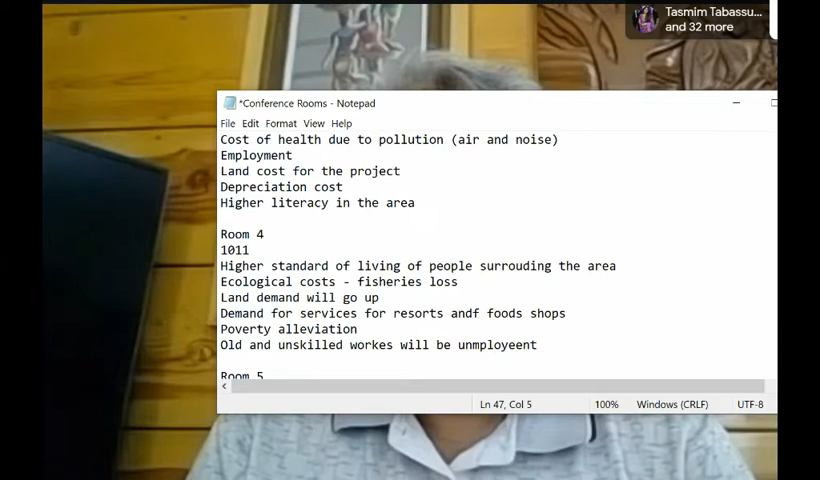 Tasmim Tabassu...
and 32 more
*Conference Rooms - Notepad
File Edit Format View Help
Cost of health due to pollution (air and noise)
Employment
Land cost for the project
Depreciation cost
Higher literacy in the area
Room 4
1011
Higher standard of living of people surrouding the area
Ecological costs - fisheries loss
Land demand will go up
Demand for services for resorts andf foods shops
Poverty alleviation
Old and unskilled workes will be unmployeent
Room 5
Ln 47, Col 5 100% Windows (CRLF) UTF-8